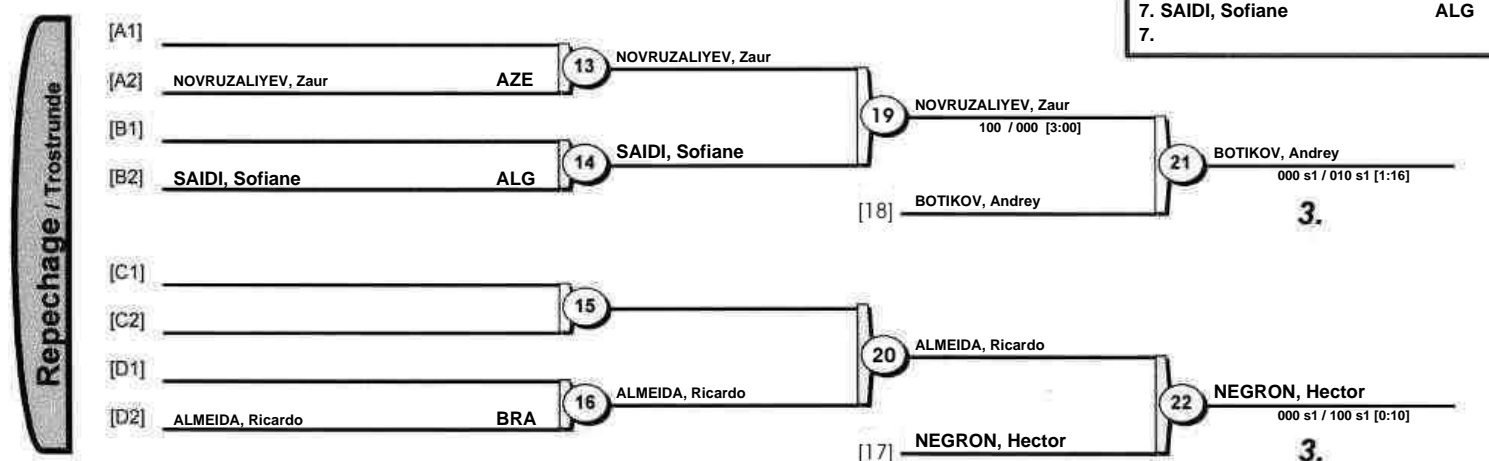 7. SAIDI, Sofiane ALG
7.
Repechage / Trostrunde
[A1]
[A2] NOVRUZALIYEV, Zaur AZE
13 NOVRUZALIYEV, Zaur
[B1]
[B2] SAIDI, Sofiane ALG
14 SAIDI, Sofiane
19 NOVRUZALIYEV, Zaur
100 / 000 [3:00]
[18] BOTIKOV, Andrey
21 BOTIKOV, Andrey
000 s1 / 010 s1 [1:16]
3.
[C1]
[C2]
15
[D1]
[D2] ALMEIDA, Ricardo BRA
16 ALMEIDA, Ricardo
20 ALMEIDA, Ricardo
[17] NEGRON, Hector
22 NEGRON, Hector
000 s1 / 100 s1 [0:10]
3.